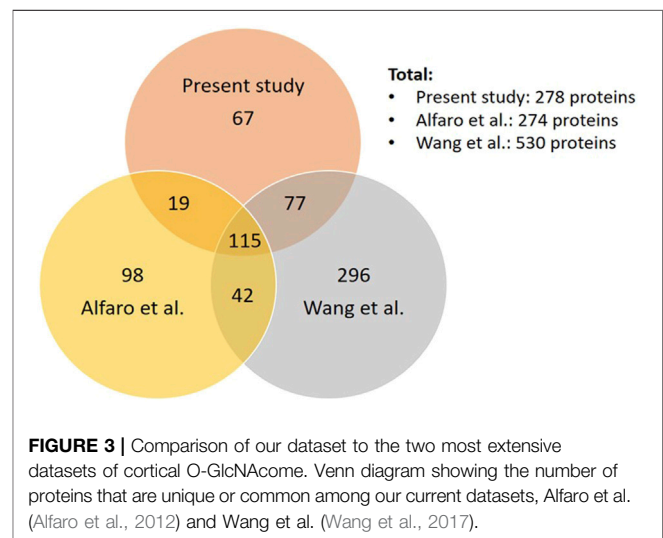 Present study
67
Total:
• Present study: 278 proteins
• Alfaro et al.: 274 proteins
• Wang et al.: 530 proteins
19
77
115
98
Alfaro et al.
42
296
Wang et al.
FIGURE 3 | Comparison of our dataset to the two most extensive
datasets of cortical O-GlcNAcome. Venn diagram showing the number of
proteins that are unique or common among our current datasets, Alfaro et al.
(Alfaro et al., 2012) and Wang et al. (Wang et al., 2017).